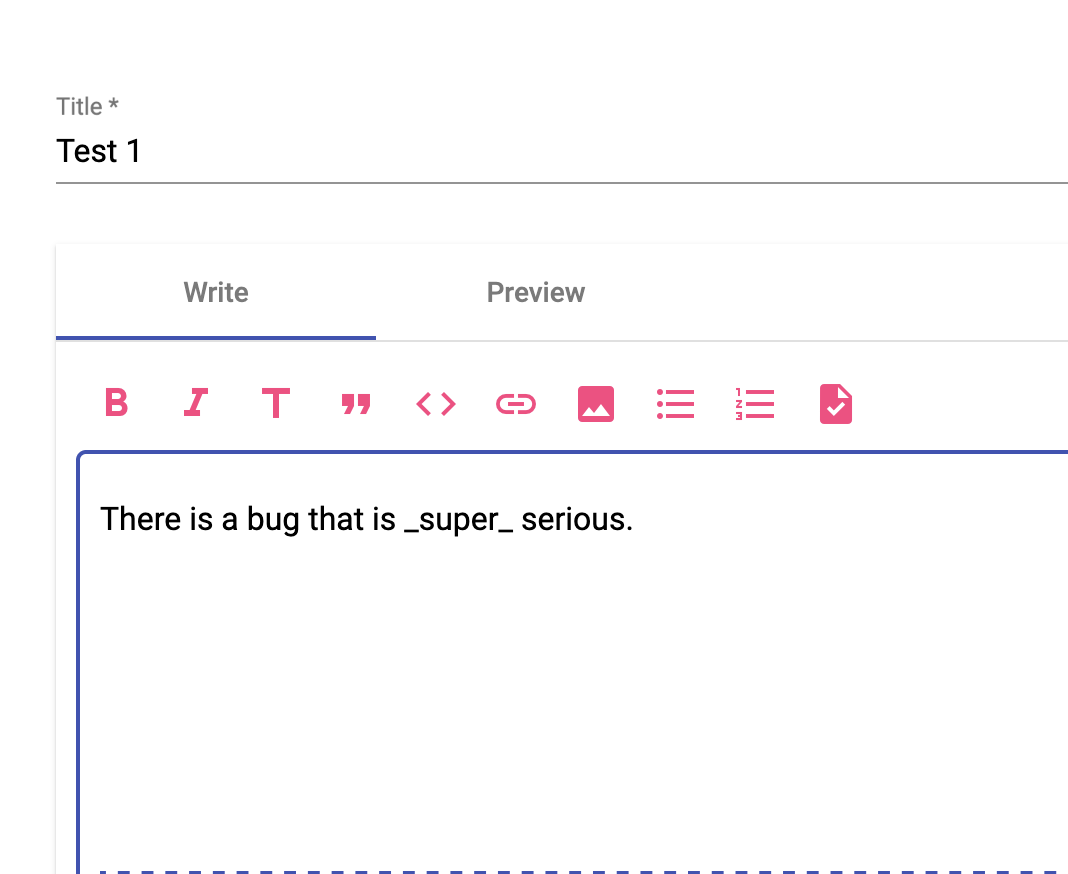 Title *
Test 1
Write
Preview
There is a bug that is _super_ serious.